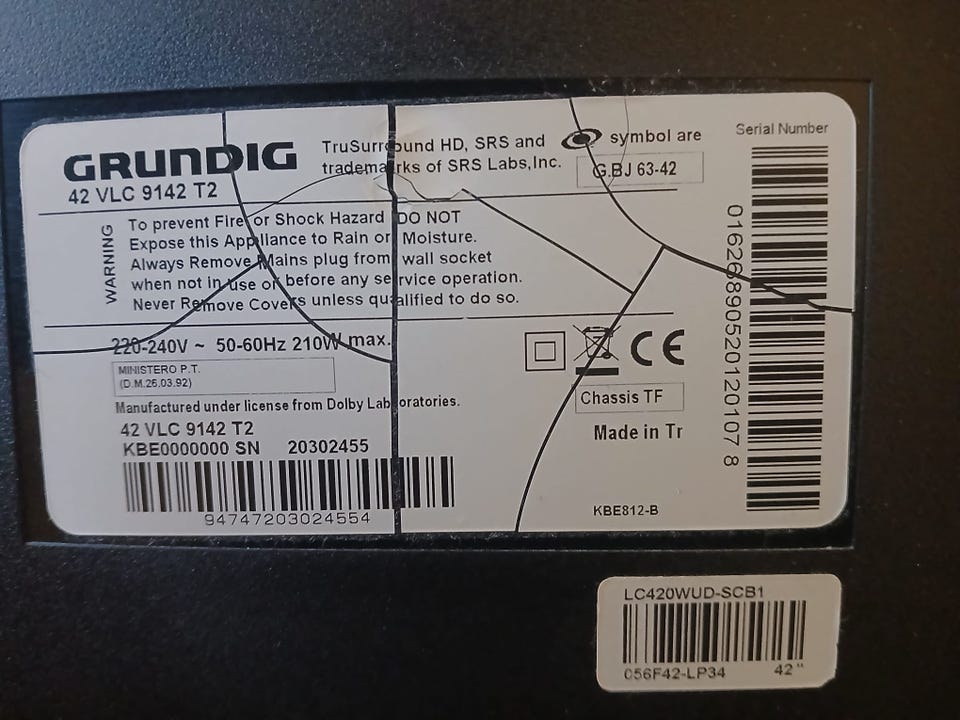 GRUNDIG
42 VLC 9142 T2
TruSurround HD, SRS and symbol are
trademarks of SRS Labs,Inc.
G.BJ 63-42
Serial Number
WARNING
To prevent Fire or Shock Hazard DO NOT
Expose this Appliance to Rain or Moisture.
Always Remove Mains plug from wall socket
when not in use or before any service operation.
Never Remove Covers unless qualified to do so.
220-240V ~ 50-60Hz 210W max.
MINISTERO P.T.
(D.M.26.03.92)
CE
Manufactured under license from Dolby Laboratories.
Chassis TF
42 VLC 9142 T2
KBE0000000 SN 20302455
Made in Tr
94747203024554
KBE812-B
01626890520120107 8
LC420WUD-SCB1
056F42-LP34 42"